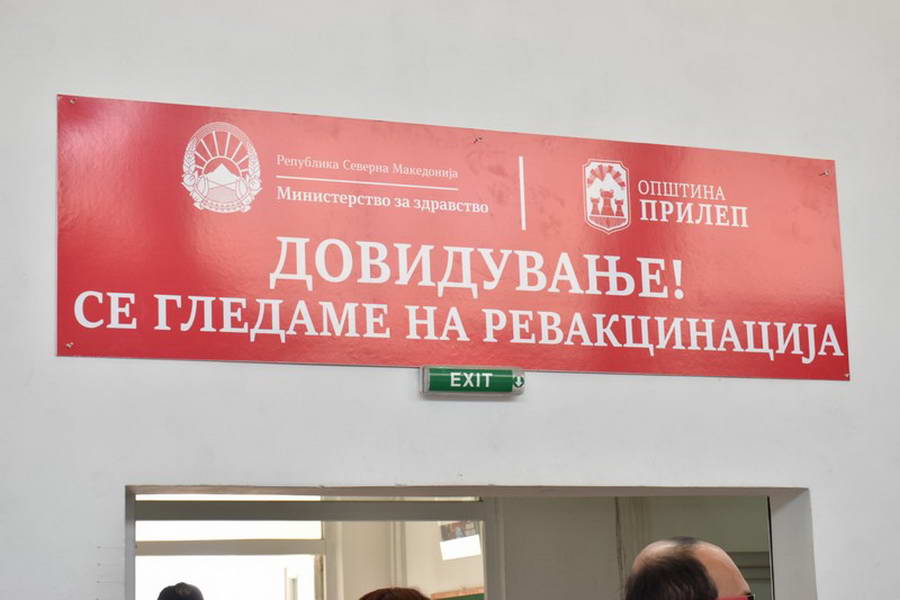 Република Северна Македонија
Министерство за здравство
ОПШТИНА
ПРИЛЕП
ДОВИДУВАЊЕ!
СЕ ГЛЕДАМЕ НА РЕВАКЦИНАЦИЈА
EXIT